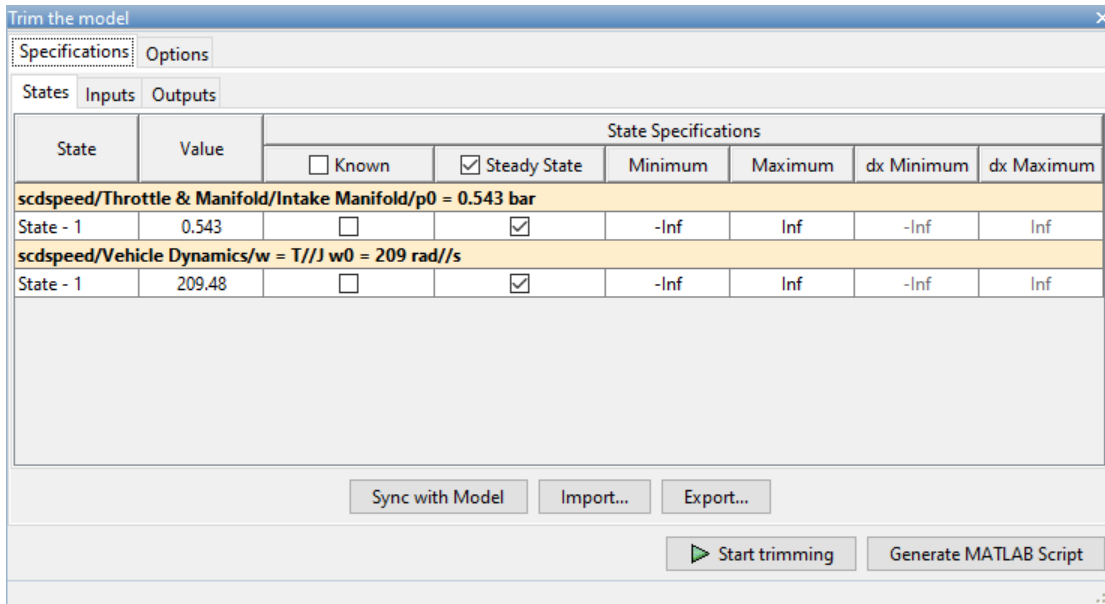 Trim the model
Specifications Options
States Inputs Outputs
State Value State Specifications
Known Steady State Minimum Maximum dx Minimum dx Maximum
scdspeed/Throttle & Manifold/Intake Manifold/p0 = 0.543 bar
State - 1 0.543 -Inf Inf -Inf Inf
scdspeed/Vehicle Dynamics/w = T//J w0 = 209 rad//s
State - 1 209.48 -Inf Inf -Inf Inf
Sync with Model Import... Export...
Start trimming Generate MATLAB Script